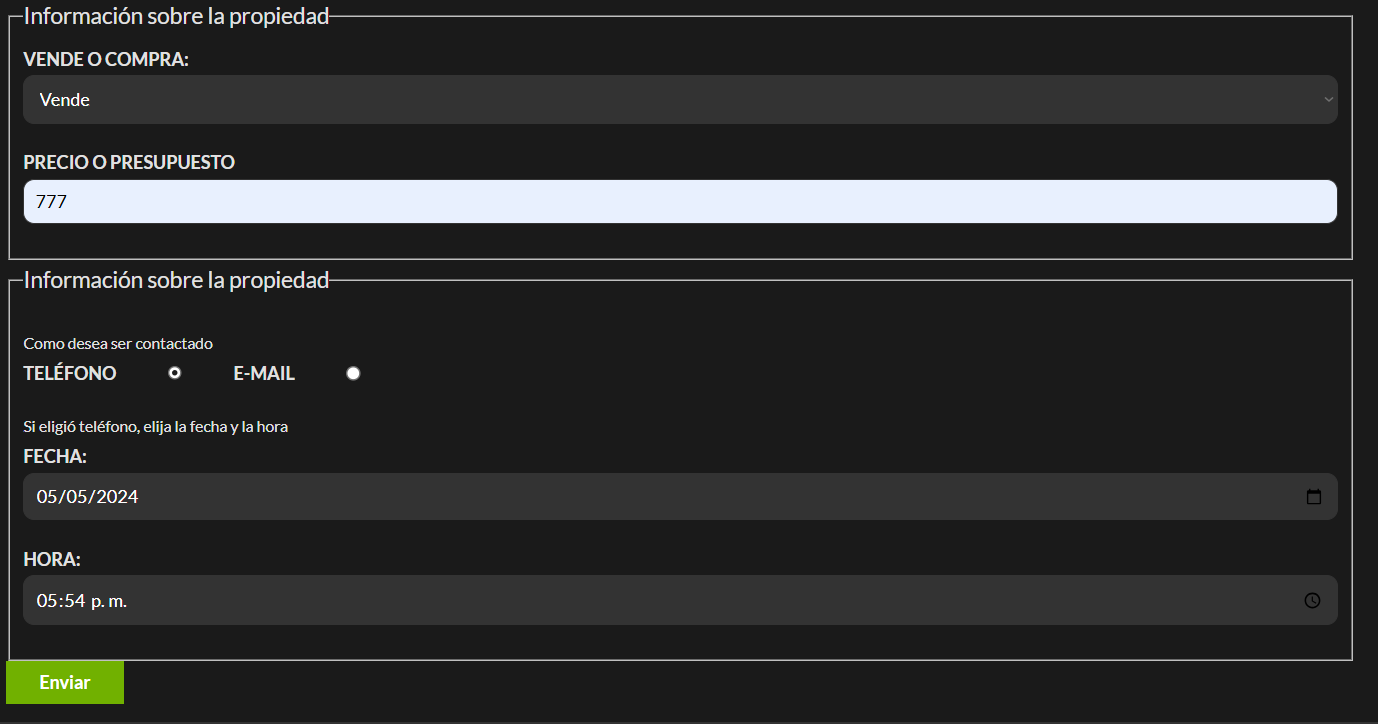 Información sobre la propiedad
VENDE O COMPRA:
Vende
PRECIO O PRESUPUESTO
777
Información sobre la propiedad
Como desea ser contactado
TELÉFONO E-MAIL
Si eligió teléfono, elija la fecha y la hora
FECHA:
05/05/2024
HORA:
05:54 p. m.
Enviar